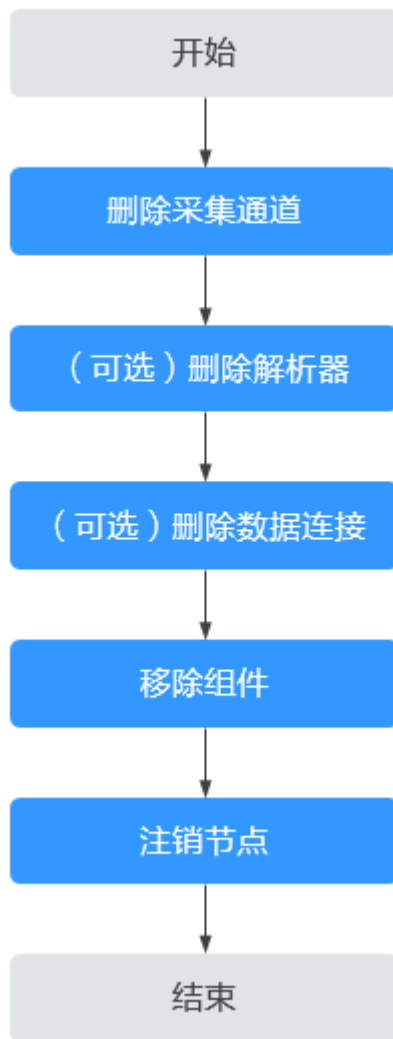 开始
删除采集通道
（可选）删除解析器
（可选）删除数据连接
移除组件
注销节点
结束